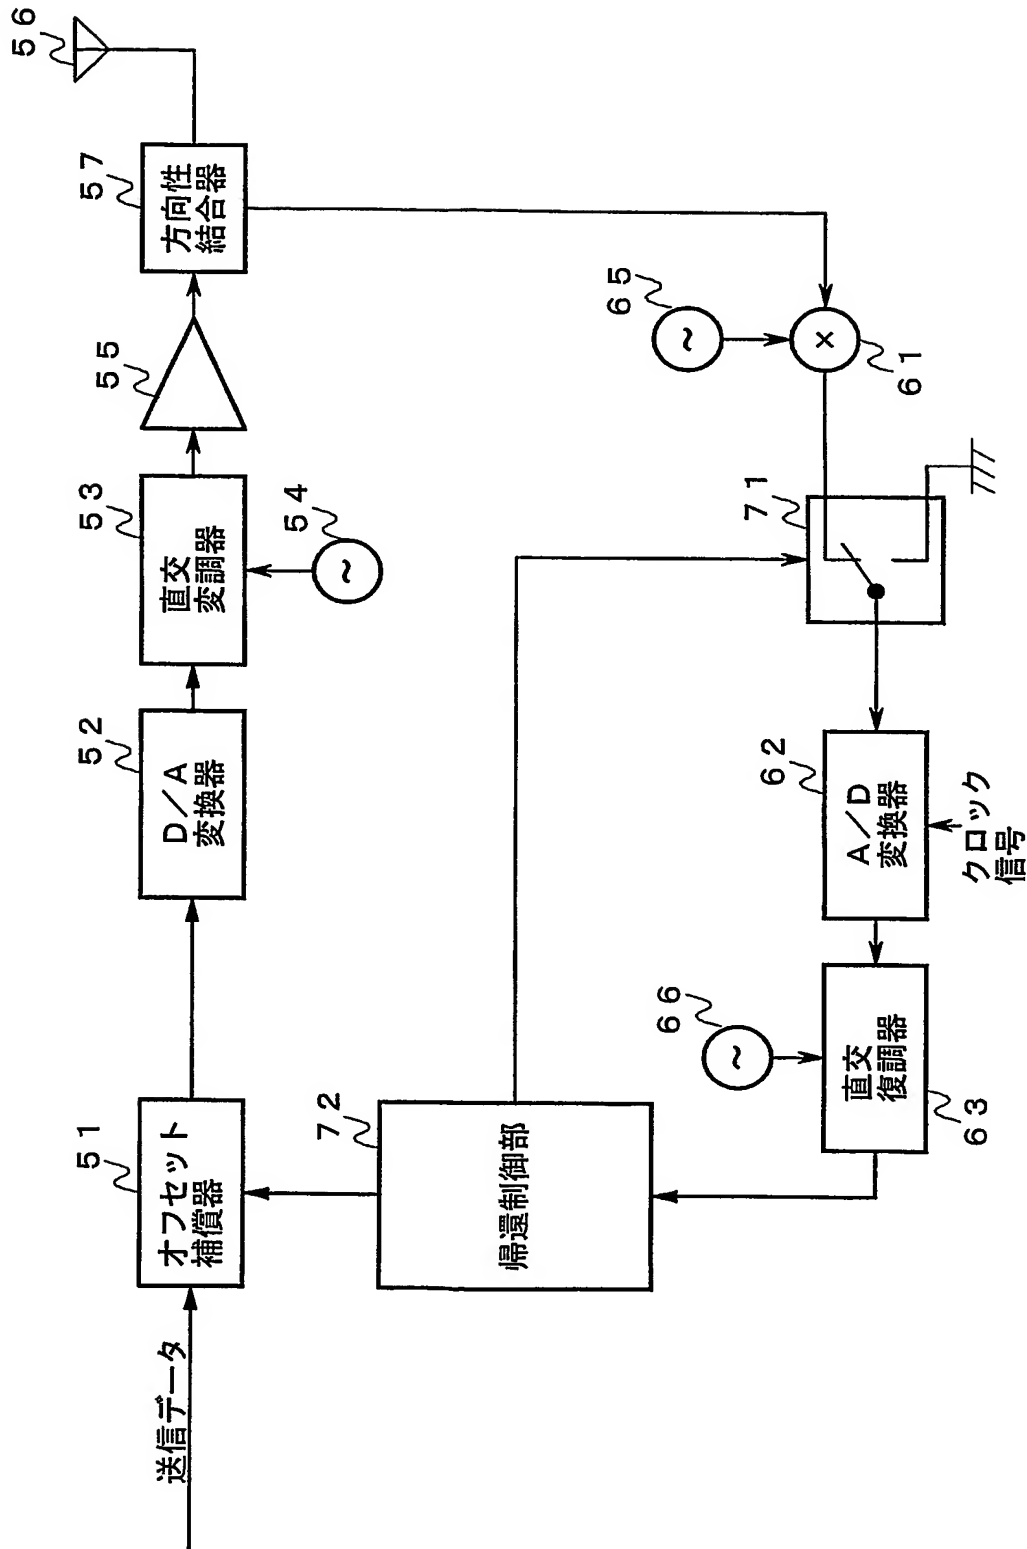 送信データ
51
オフセット
補償器
52
D/A
変換器
53
直交
変調器
54
~
55
57
方向性
結合器
56
72
帰還制御部
66
~
63
直交
復調器
62
A/D
変換器
クロック
信号
71
65
~
61
×